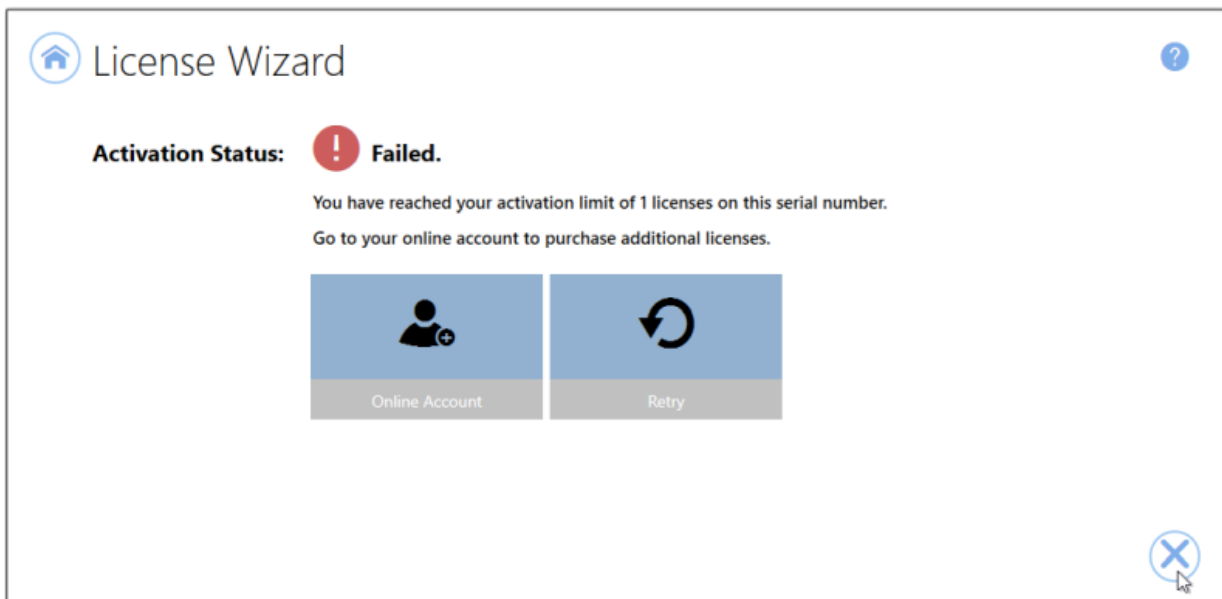 License Wizard
?
Activation Status: ! Failed.
You have reached your activation limit of 1 licenses on this serial number.
Go to your online account to purchase additional licenses.
Online Account
Retry